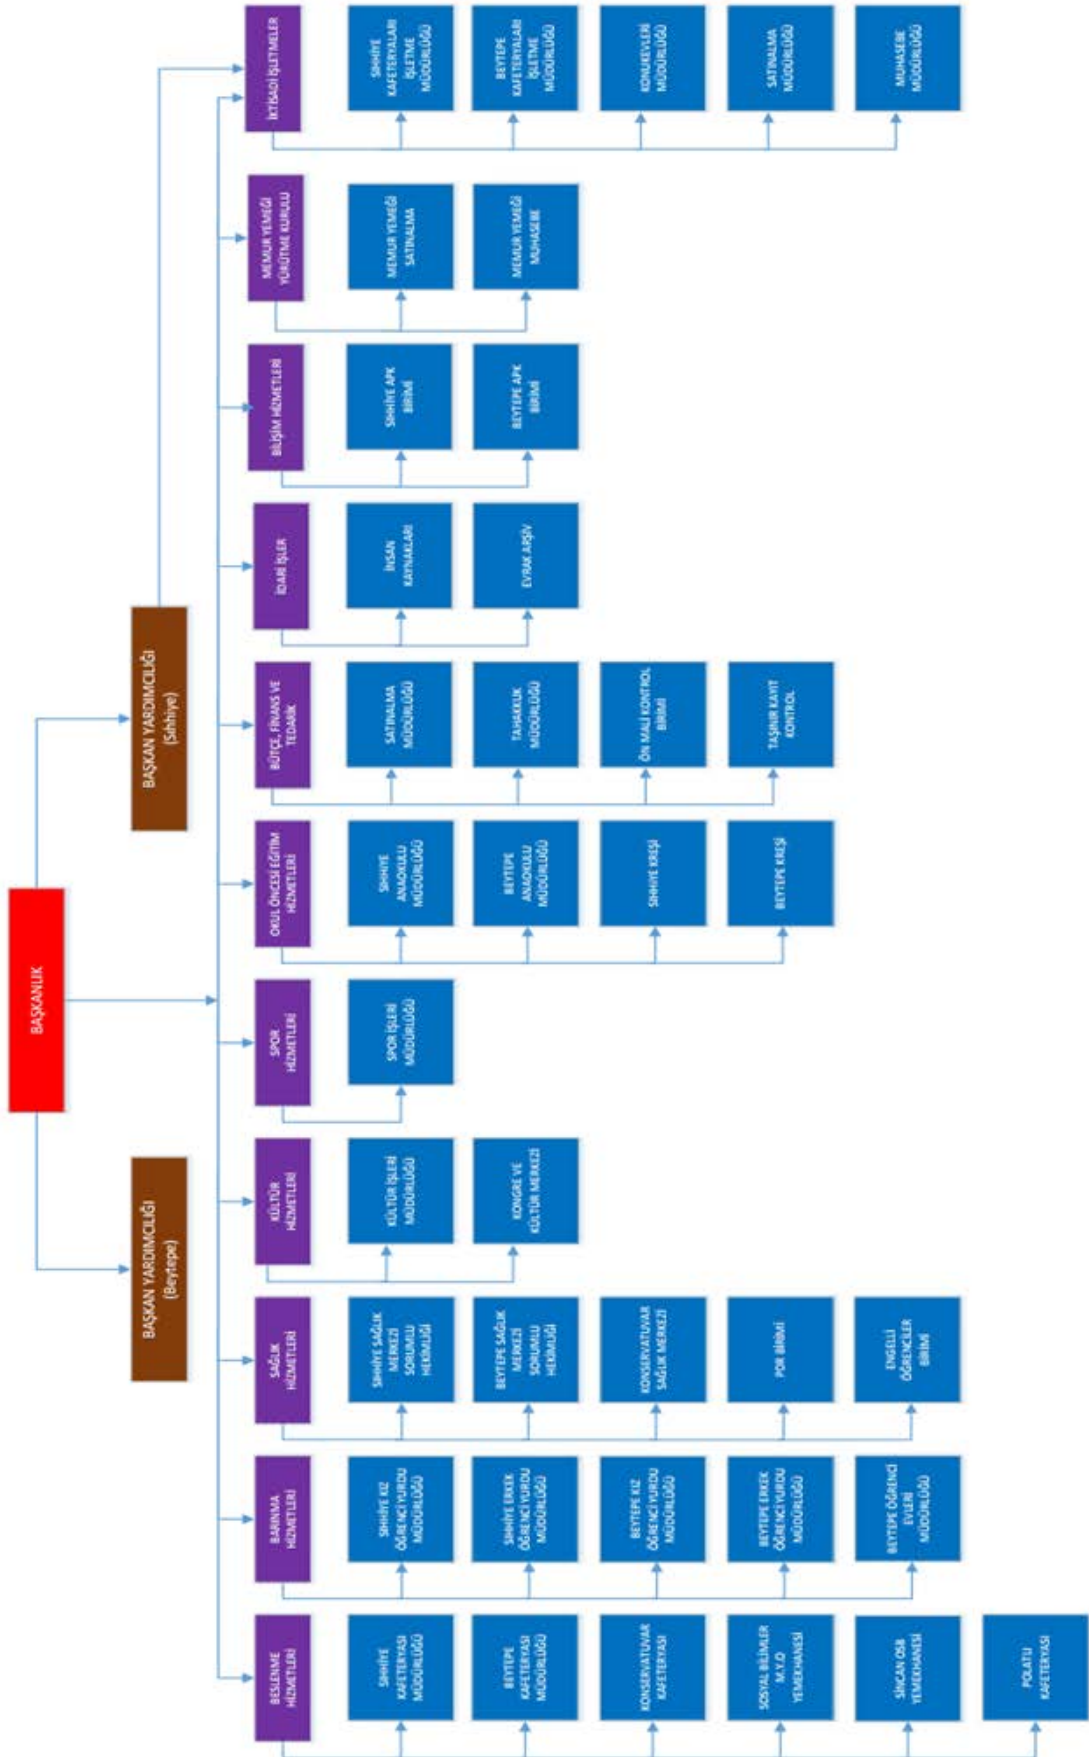 BAŞKANLIK
BAŞKAN YARDIMCILIĞI
(Beytepe)
BAŞKAN YARDIMCILIĞI
(Sıhhiye)
BESLENME
HİZMETLERİ
SIHHİYE
KAFETERYASI
MÜDÜRLÜĞÜ
BEYTEPE
KAFETERYASI
MÜDÜRLÜĞÜ
KONSERVATUVAR
KAFETERYASI
SOSYAL BİLİMLER
M.Y.O
YEMEKHANESİ
SİNCAN OSB
YEMEKHANESİ
POLATLI
KAFETERYASI
BARINMA
HİZMETLERİ
SIHHİYE KIZ
ÖĞRENCİ YURDU
MÜDÜRLÜĞÜ
SIHHİYE ERKEK
ÖĞRENCİ YURDU
MÜDÜRLÜĞÜ
BEYTEPE KIZ
ÖĞRENCİ YURDU
MÜDÜRLÜĞÜ
BEYTEPE ERKEK
ÖĞRENCİ YURDU
MÜDÜRLÜĞÜ
BEYTEPE ÖĞRENCİ
EVLERİ
MÜDÜRLÜĞÜ
SAĞLIK
HİZMETLERİ
SIHHİYE SAĞLIK
MERKEZİ
SORUMLU
HEKİMLİĞİ
BEYTEPE SAĞLIK
MERKEZİ
SORUMLU
HEKİMLİĞİ
KONSERVATUVAR
SAĞLIK MERKEZİ
PDR BİRİMİ
ENGELLİ
ÖĞRENCİLER
BİRİMİ
KÜLTÜR
HİZMETLERİ
KÜLTÜR İŞLERİ
MÜDÜRLÜĞÜ
KONGRE VE
KÜLTÜR MERKEZİ
SPOR
HİZMETLERİ
SPOR İŞLERİ
MÜDÜRLÜĞÜ
OKUL ÖNCESİ EĞİTİM
HİZMETLERİ
SIHHİYE
ANAOKULU
MÜDÜRLÜĞÜ
BEYTEPE
ANAOKULU
MÜDÜRLÜĞÜ
SIHHİYE KREŞİ
BEYTEPE KREŞİ
BÜTÇE, FİNANS VE
TEDARİK
SATINALMA
MÜDÜRLÜĞÜ
TAHAKKUK
MÜDÜRLÜĞÜ
ÖN MALİ KONTROL
BİRİMİ
TAŞINIR KAYIT
KONTROL
İDARİ İŞLER
İNSAN
KAYNAKLARI
EVRAK ARŞİV
BİLİŞİM HİZMETLERİ
SIHHİYE APK
BİRİMİ
BEYTEPE APK
BİRİMİ
MEMUR YEMEĞİ
YÜRÜTME KURULU
MEMUR YEMEĞİ
SATINALMA
MEMUR YEMEĞİ
MUHASEBE
İKTİSADİ İŞLETMELER
SIHHİYE
KAFETERYALARI
İŞLETME
MÜDÜRLÜĞÜ
BEYTEPE
KAFETERYALARI
İŞLETME
MÜDÜRLÜĞÜ
KONUKEVLERİ
MÜDÜRLÜĞÜ
SATINALMA
MÜDÜRLÜĞÜ
MUHASEBE
MÜDÜRLÜĞÜ